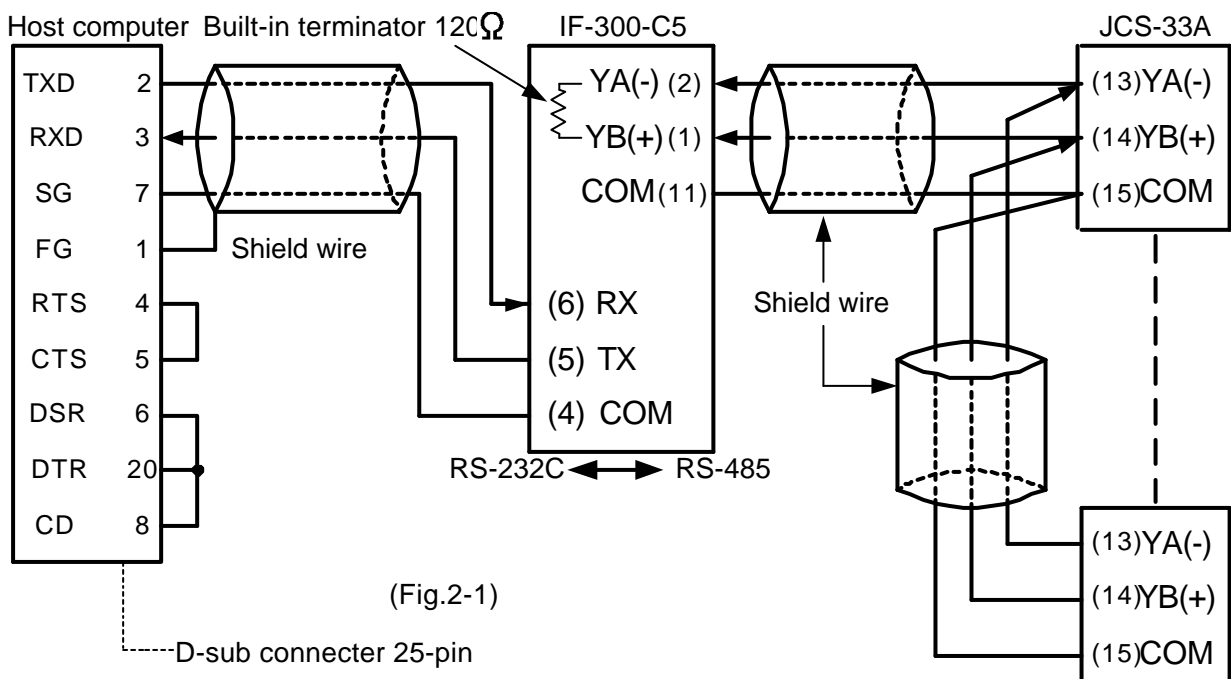 Host computer Built-in terminator 120Ω IF-300-C5 JCS-33A
TXD 2
RXD 3
SG 7
FG 1
RTS 4
CTS 5
DSR 6
DTR 20
CD 8
Shield wire
YA(-) (2)
YB(+) (1)
COM (11)
(6) RX
(5) TX
(4) COM
RS-232C RS-485
Shield wire
(13) YA(-)
(14) YB(+)
(15) COM
(13) YA(-)
(14) YB(+)
(15) COM
(Fig.2-1)
D-sub connecter 25-pin